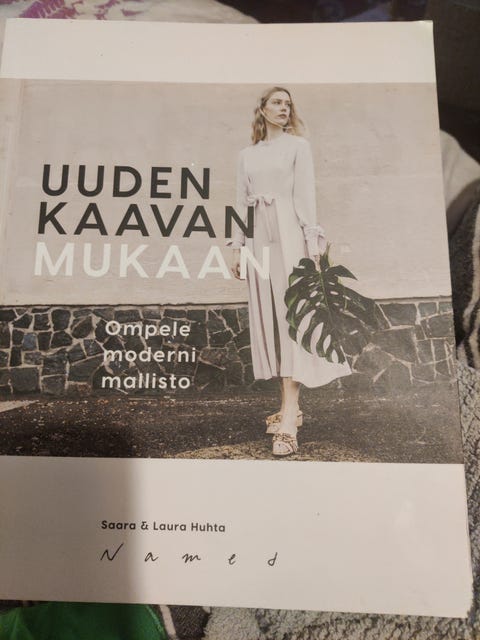 UUDEN
KAAVAN
MUKAAN
Ompele
moderni
mallisto
Saara & Laura Huhta
Named